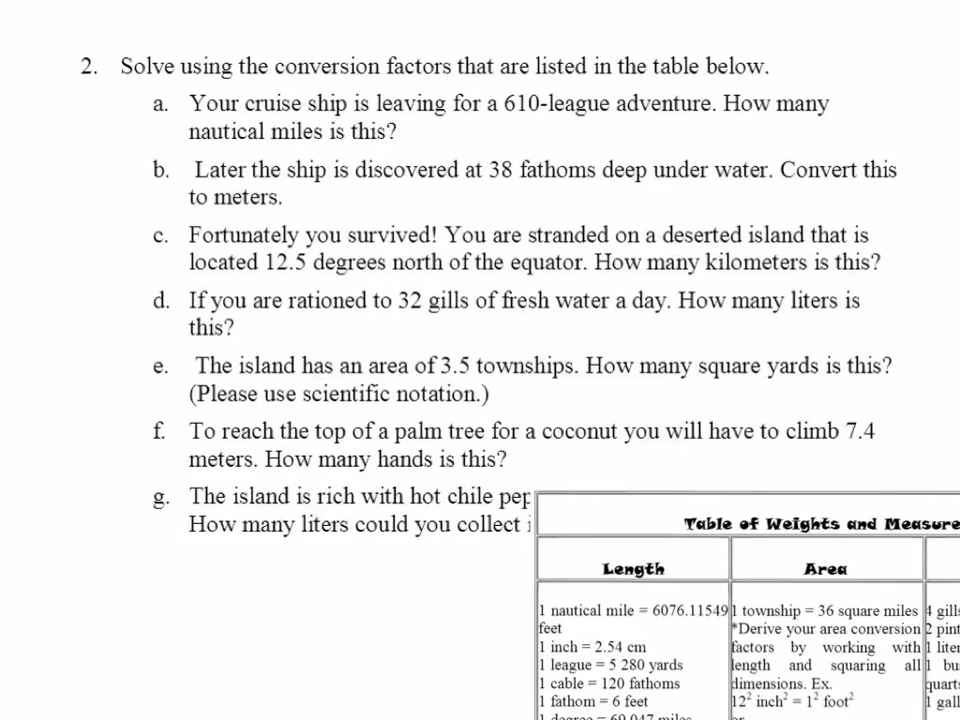 2. Solve using the conversion factors that are listed in the table below.
a. Your cruise ship is leaving for a 610-league adventure. How many
nautical miles is this?
b. Later the ship is discovered at 38 fathoms deep under water. Convert this
to meters.
c. Fortunately you survived! You are stranded on a deserted island that is
located 12.5 degrees north of the equator. How many kilometers is this?
d. If you are rationed to 32 gills of fresh water a day. How many liters is
this?
e. The island has an area of 3.5 townships. How many square yards is this?
(Please use scientific notation.)
f. To reach the top of a palm tree for a coconut you will have to climb 7.4
meters. How many hands is this?
g. The island is rich with hot chile pep
How many liters could you collect i
Table of Weights and Measure
Length
Area
1 nautical mile = 6076.11549
feet
1 inch = 2.54 cm
1 league = 5 280 yards
1 cable = 120 fathoms
1 fathom = 6 feet
1 degree = 69.047 miles
1 township = 36 square miles
*Derive your area conversion
factors by working with
length and squaring all
dimensions. Ex.
12² inch² = 1² foot²
or
4 gills
2 pint
1 liter
1 bu
quarts
1 gall